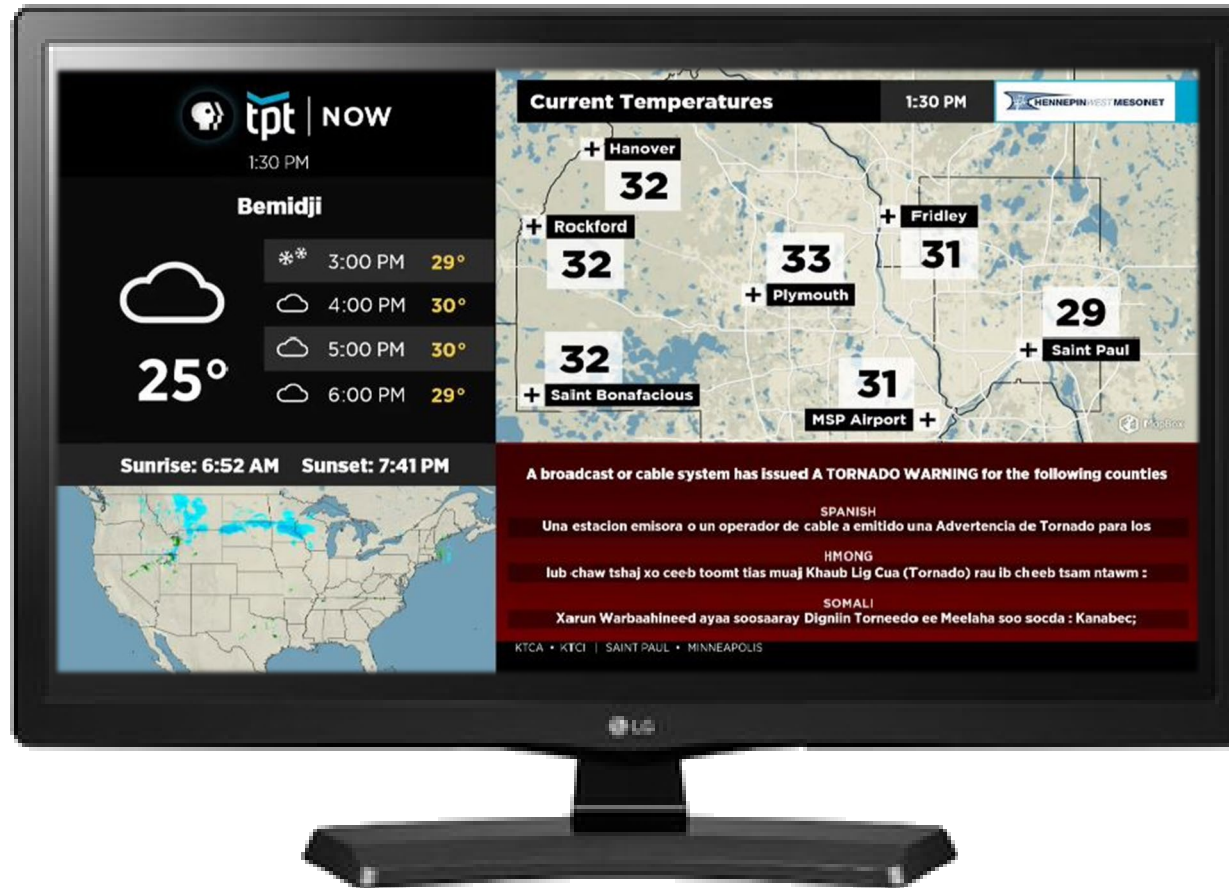 tpt | NOW
1:30 PM
Bemidji
25°
3:00 PM 29°
4:00 PM 30°
5:00 PM 30°
6:00 PM 29°
Sunrise: 6:52 AM Sunset: 7:41 PM
Current Temperatures 1:30 PM HENNEPIN WEST MESONET
Hanover
32
Rockford
32
Fridley
31
33
Plymouth
29
Saint Paul
32
Saint Bonafacious
31
MSP Airport
MapBox
A broadcast or cable system has issued A TORNADO WARNING for the following counties
SPANISH
Una estacion emisora o un operador de cable a emitido una Advertencia de Tornado para los
HMONG
lub chaw tshaj xo ceeb toomt tias muaj Khaub Lig Cua (Tornado) rau ib cheeb tsam ntawm :
SOMALI
Xarun Warbaahineed ayaa soosaaray Digniin Torneedo ee Meelaha soo socda : Kanabec;
KTCA • KTCI | SAINT PAUL • MINNEAPOLIS
LG